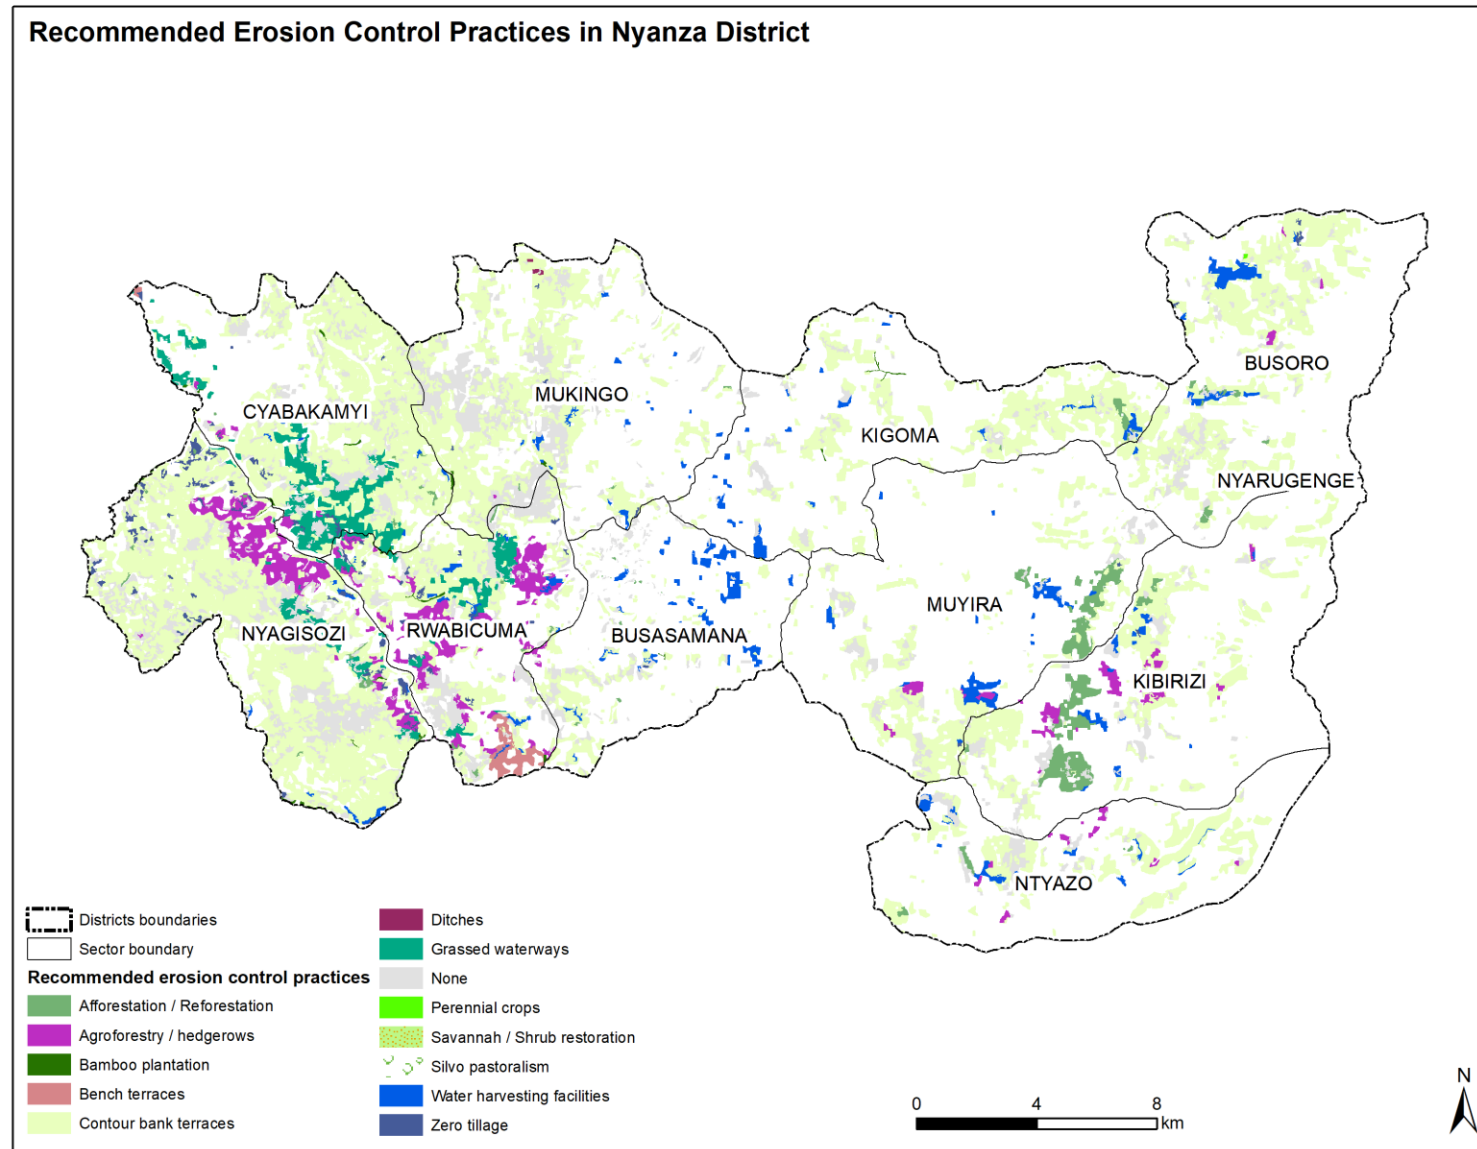 Recommended Erosion Control Practices in Nyanza District
BUSORO
MUKINGO
CYABAKAMYI
KIGOMA
NYARUGENGE
MUYIRA
NYAGISOZI
RWABICUMA
BUSASAMANA
KIBIRIZI
NTYAZO
Districts boundaries
Sector boundary
Recommended erosion control practices
Afforestation / Reforestation
Agroforestry / hedgerows
Bamboo plantation
Bench terraces
Contour bank terraces
Ditches
Grassed waterways
None
Perennial crops
Savannah / Shrub restoration
Silvo pastoralism
Water harvesting facilities
Zero tillage
0 4 8
km
N